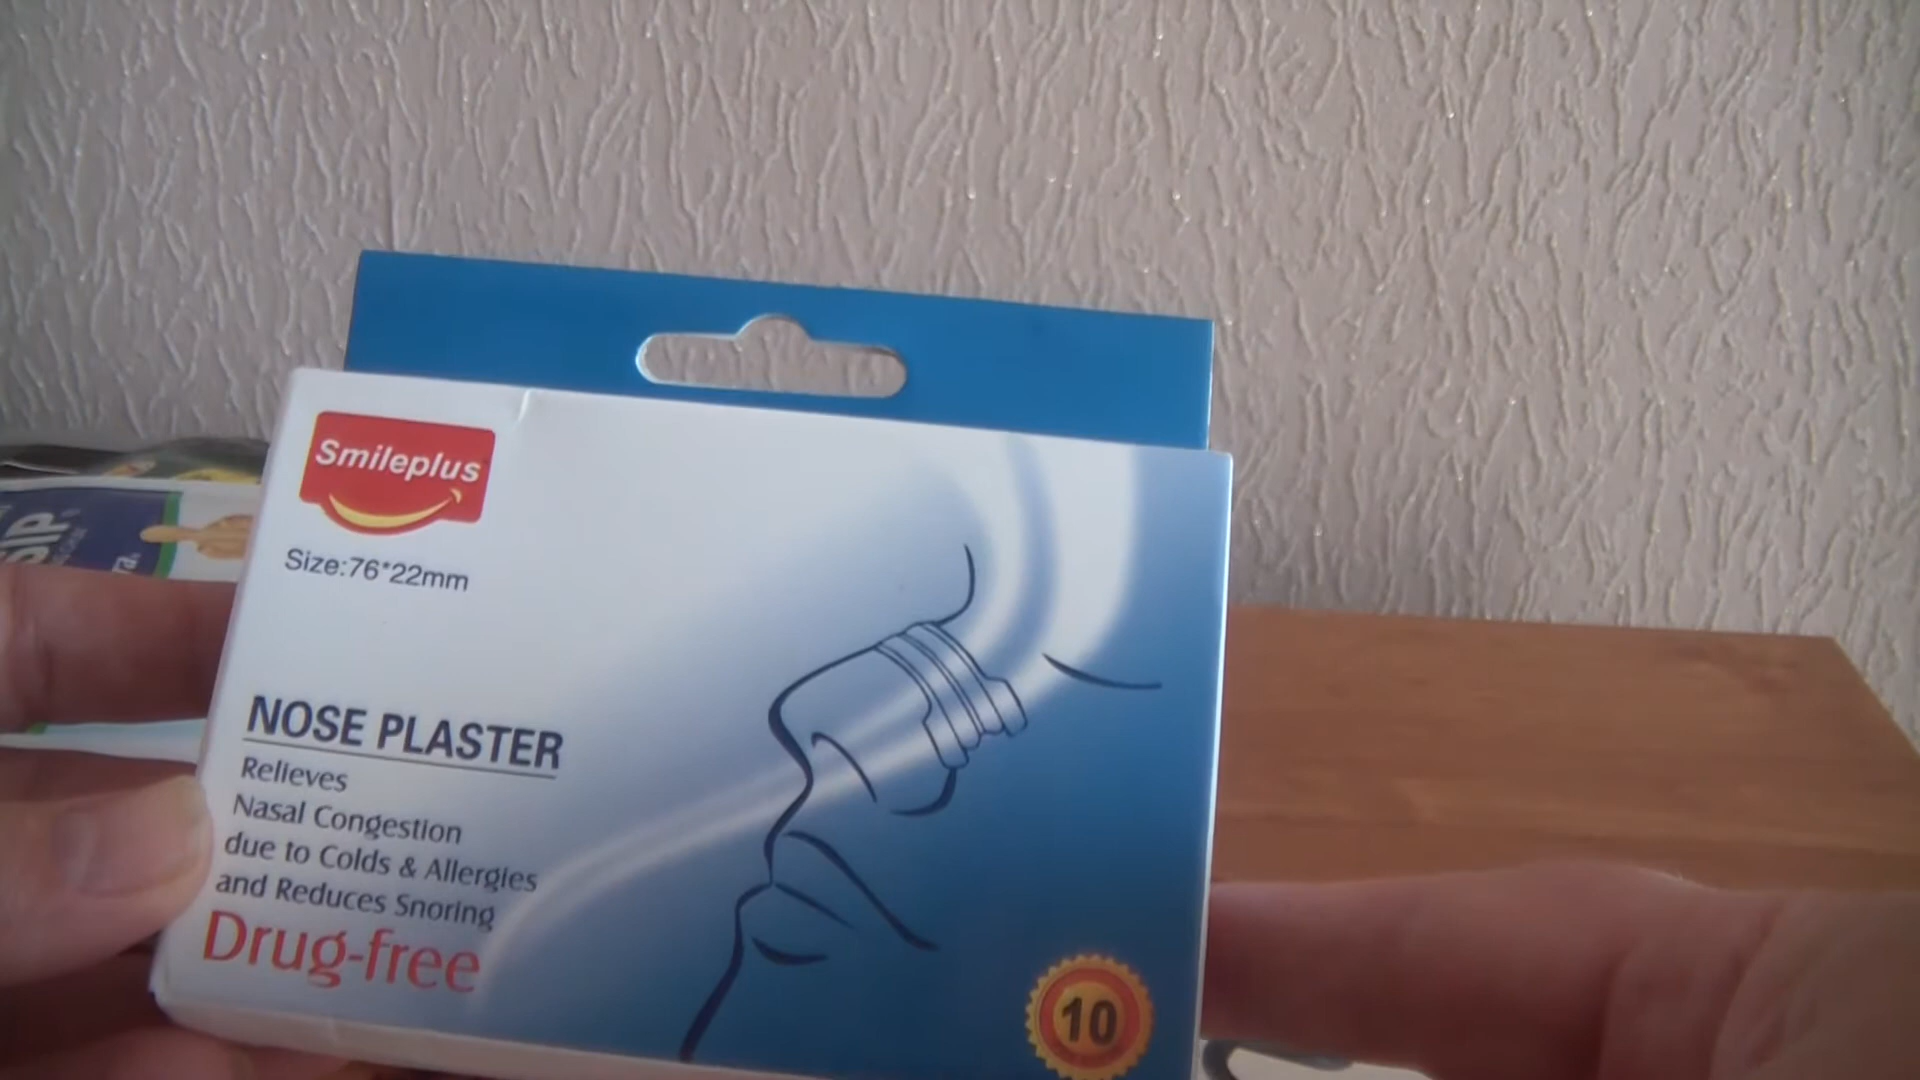 Smileplus
Size:76*22mm
NOSE PLASTER
Relieves
Nasal Congestion
due to Colds & Allergies
and Reduces Snoring
Drug-free
10